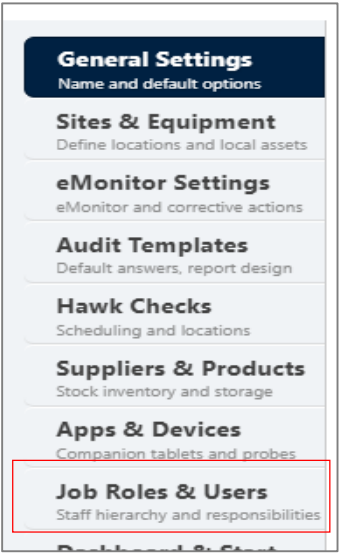 General Settings
Name and default options
Sites & Equipment
Define locations and local assets
eMonitor Settings
eMonitor and corrective actions
Audit Templates
Default answers, report design
Hawk Checks
Scheduling and locations
Suppliers & Products
Stock inventory and storage
Apps & Devices
Companion tablets and probes
Job Roles & Users
Staff hierarchy and responsibilities
Dashboard & Start